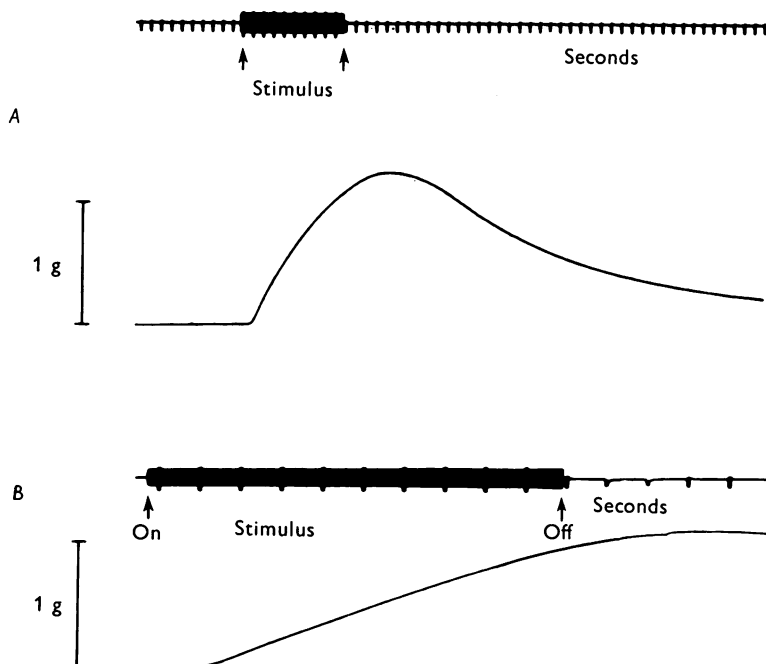 Seconds
Stimulus
A
1 g
B
On Stimulus Off Seconds
1 g